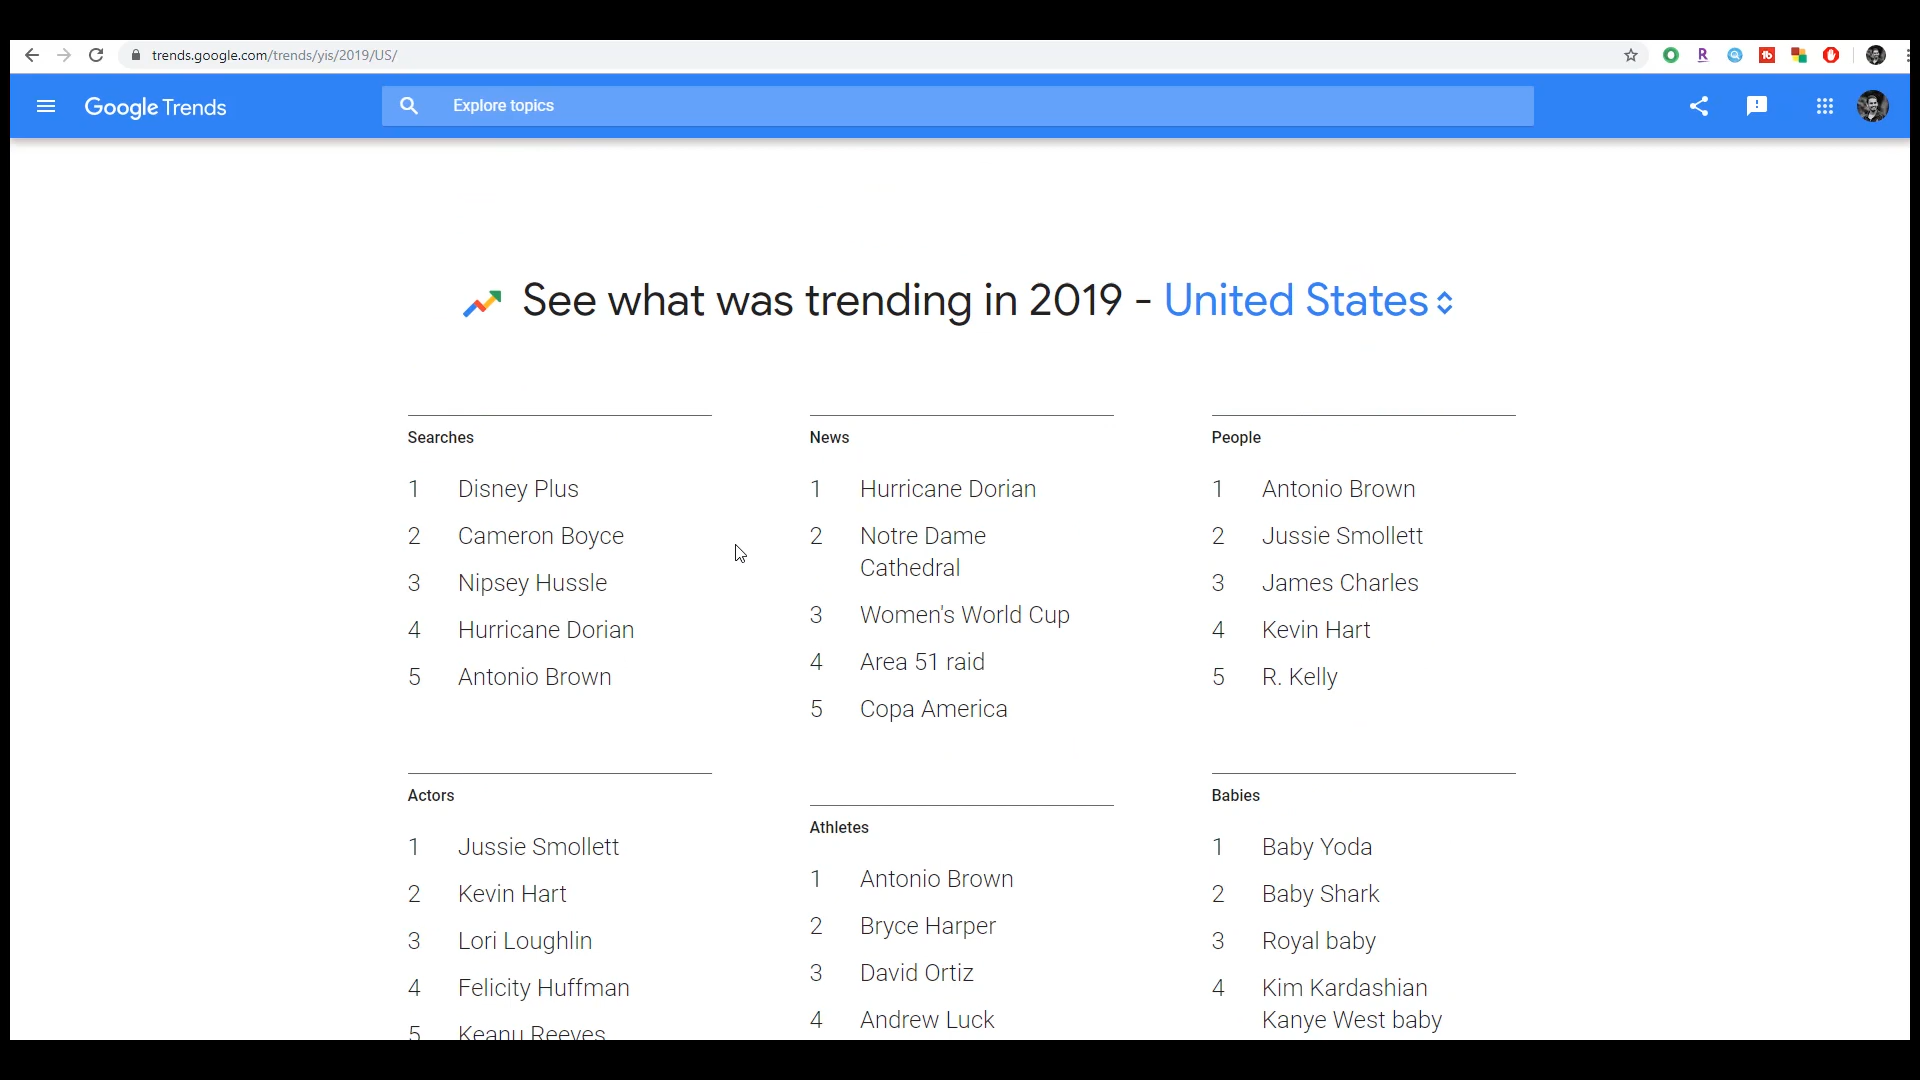 trends.google.com/trends/yis/2019/US/
Google Trends
Explore topics
See what was trending in 2019 - United States
Searches
1 Disney Plus
2 Cameron Boyce
3 Nipsey Hussle
4 Hurricane Dorian
5 Antonio Brown
News
1 Hurricane Dorian
2 Notre Dame
Cathedral
3 Women's World Cup
4 Area 51 raid
5 Copa America
People
1 Antonio Brown
2 Jussie Smollett
3 James Charles
4 Kevin Hart
5 R. Kelly
Actors
1 Jussie Smollett
2 Kevin Hart
3 Lori Loughlin
4 Felicity Huffman
5 Keanu Reeves
Athletes
1 Antonio Brown
2 Bryce Harper
3 David Ortiz
4 Andrew Luck
Babies
1 Baby Yoda
2 Baby Shark
3 Royal baby
4 Kim Kardashian
Kanye West baby